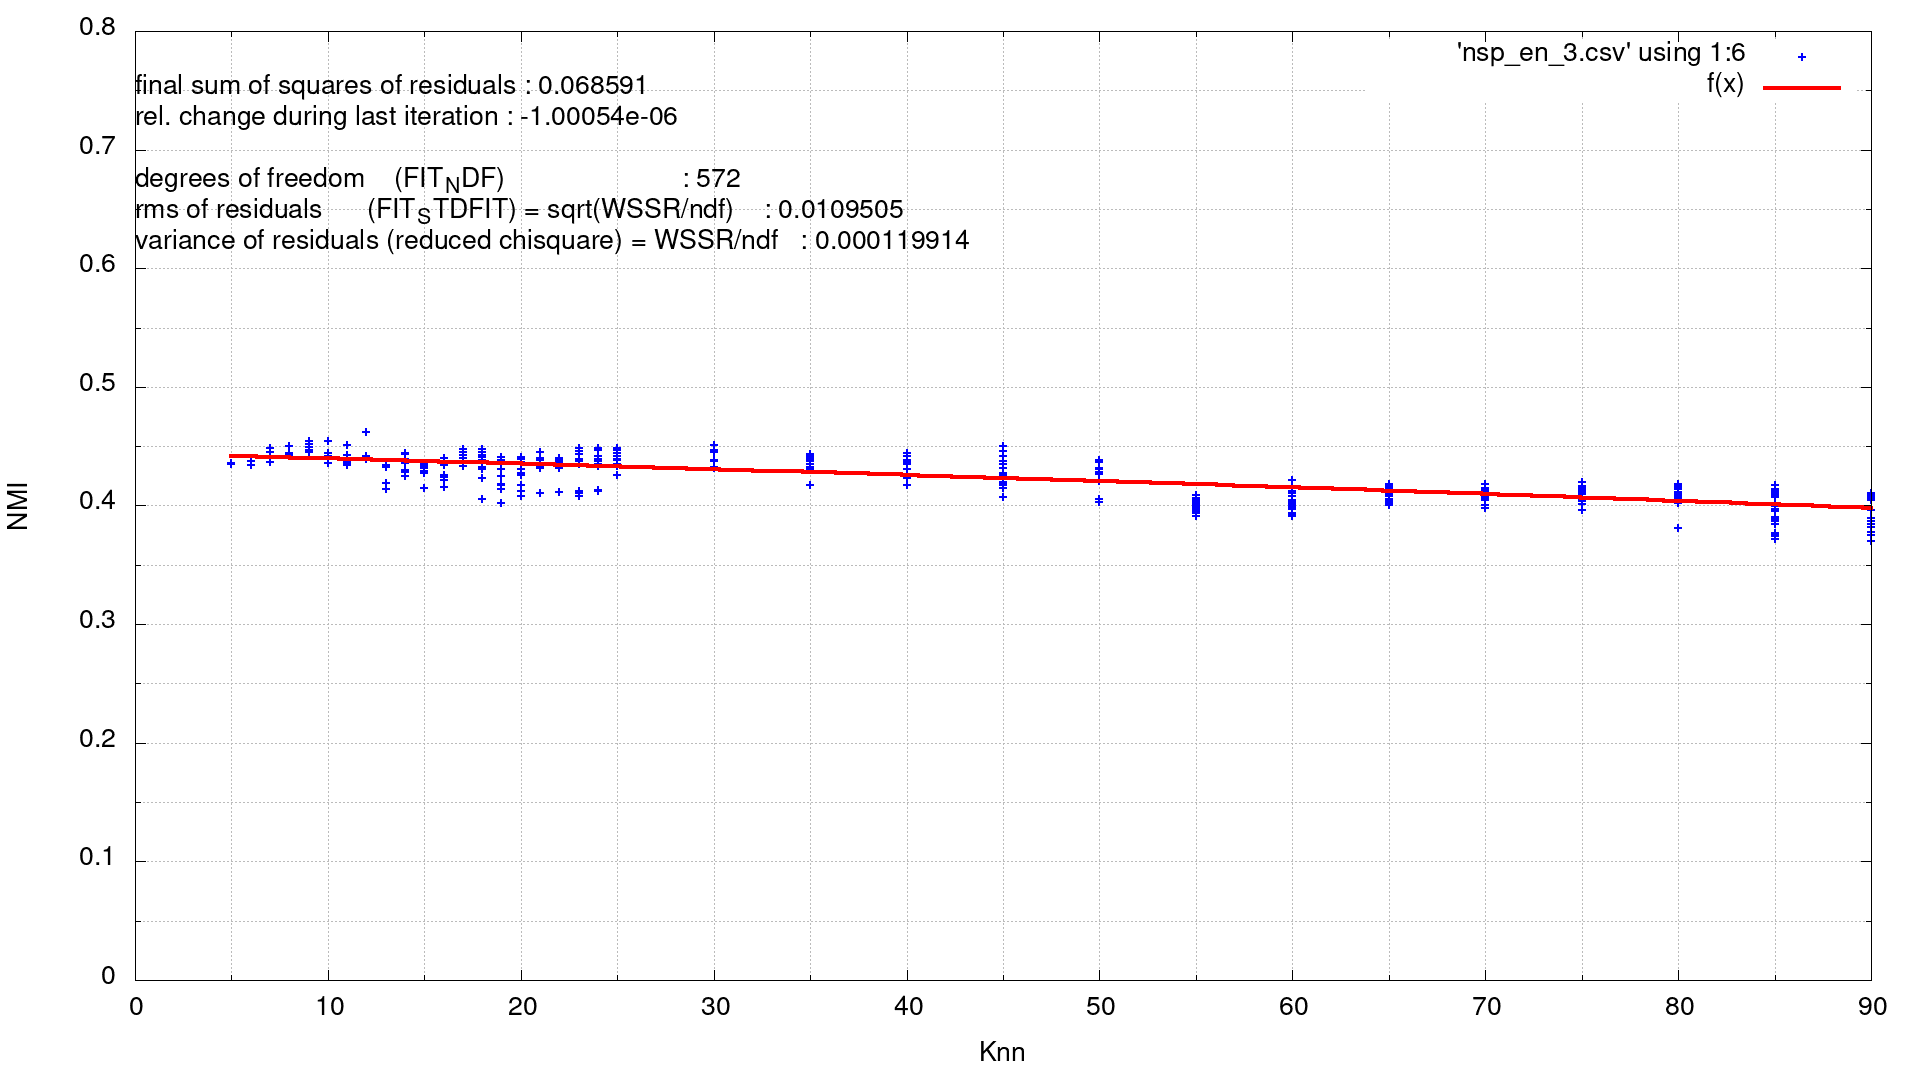 0.8
'nsp_en_3.csv' using 1:6
f(x)
final sum of squares of residuals : 0.068591
rel. change during last iteration : -1.00054e-06
0.7
degrees of freedom (FIT_NDF) : 572
rms of residuals (FIT_STDFIT) = sqrt(WSSR/ndf) : 0.0109505
variance of residuals (reduced chisquare) = WSSR/ndf : 0.000119914
0.6
0.5
0.4
NMI
0.3
0.2
0.1
0
0 10 20 30 40 50 60 70 80 90
Knn